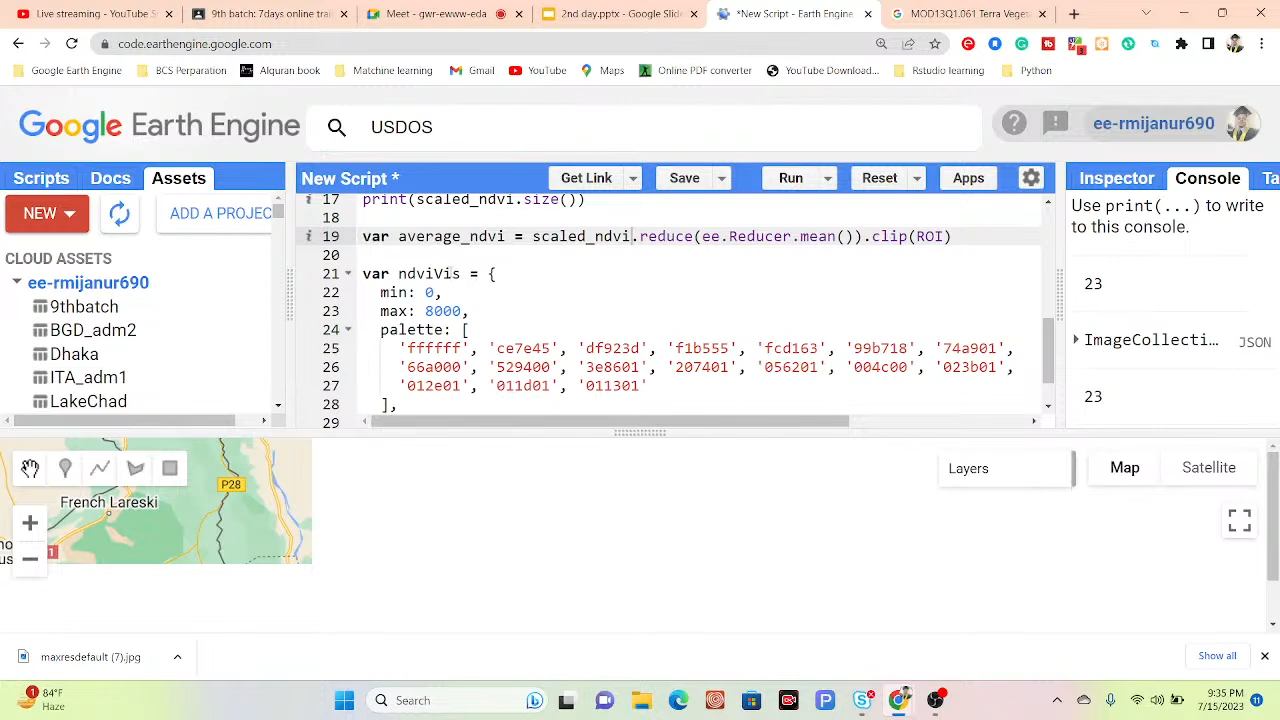 Live streaming - YouTube S
9th batch: 7days online train
Meet - gwr-ewwu-eda
2nd day.pptx - Google Slide
*New Script - Earth Engine
MOD13Q1.061 Terra Vegeta
code.earthengine.google.com
Google Earth Engine
BCS Perparation
Alquran book
Matchine learning
Gmail
YouTube
Maps
Online PDF converter
YouTube Download...
Rstudio learning
Python
Google Earth Engine
USDOS
ee-rmijanur690
Scripts
Docs
Assets
New Script *
Get Link
Save
Run
Reset
Apps
Inspector
Console
Ta
NEW
ADD A PROJEC
CLOUD ASSETS
ee-rmijanur690
9thbatch
BGD_adm2
Dhaka
ITA_adm1
LakeChad
17 print(scaled_ndvi.size())
18
19 var average_ndvi = scaled_ndvi.reduce(ee.Reducer.mean()).clip(ROI)
20
21 var ndviVis = {
22 min: 0,
23 max: 8000,
24 palette: [
25 'ffffff', 'ce7e45', 'df923d', 'f1b555', 'fcd163', '99b718', '74a901',
26 '66a000', '529400', '3e8601', '207401', '056201', '004c00', '023b01',
27 '012e01', '011d01', '011301'
28 ],
29
Use print(...) to write
to this console.
23
ImageCollecti... JSON
23
French Lareski
P28
1
Layers
Map
Satellite
maxresdefault (7).jpg
Show all
84°F
Haze
Search
9:35 PM
7/15/2023